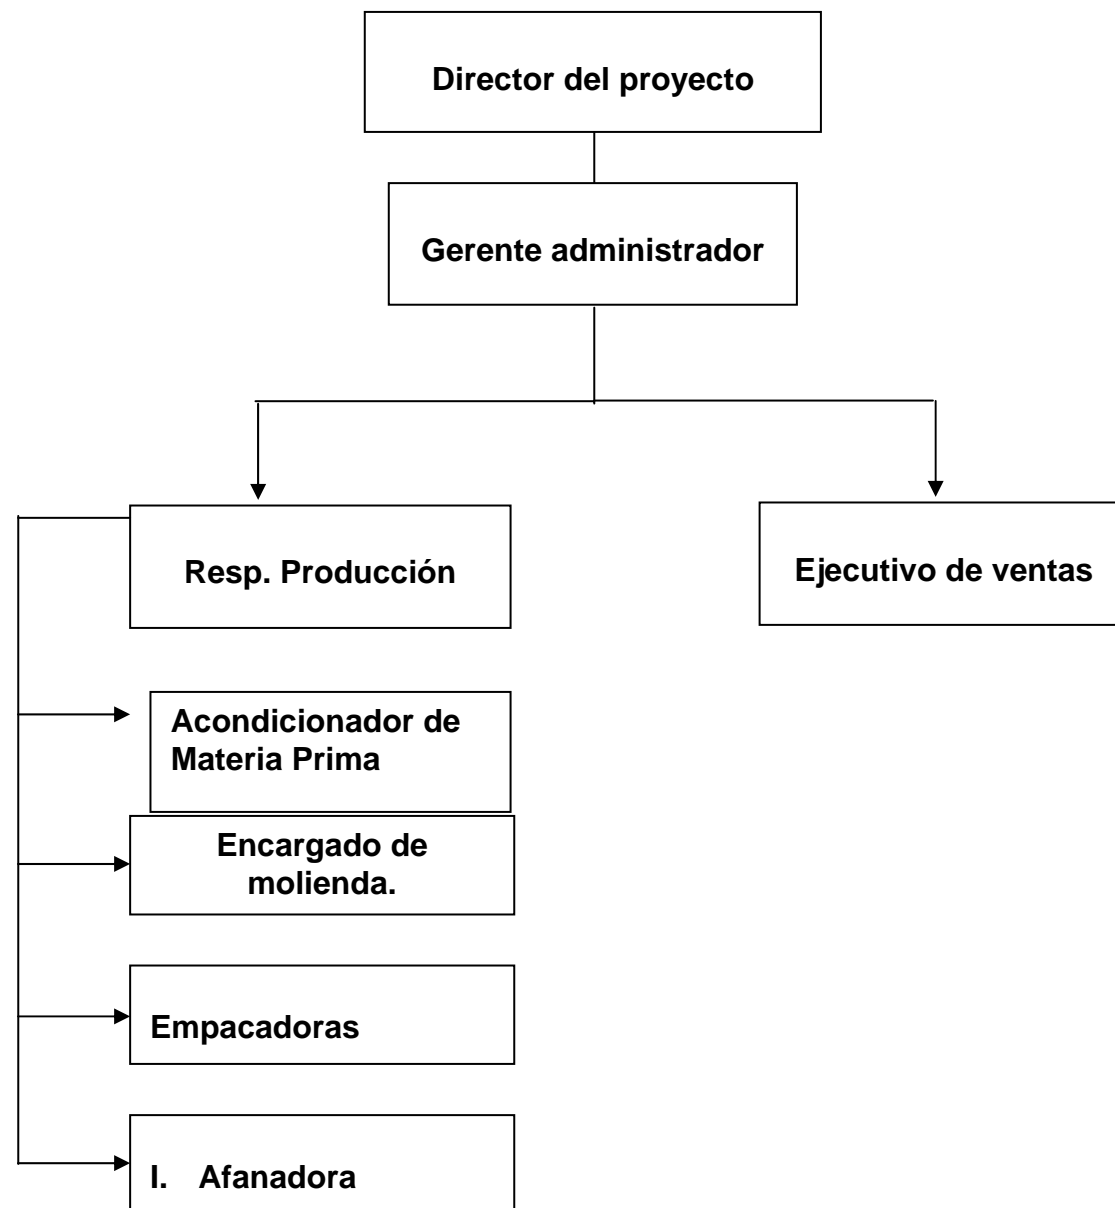 Director del proyecto
Gerente administrador
Resp. Producción
Ejecutivo de ventas
Acondicionador de
Materia Prima
Encargado de
molienda.
Empacadoras
I. Afanadora